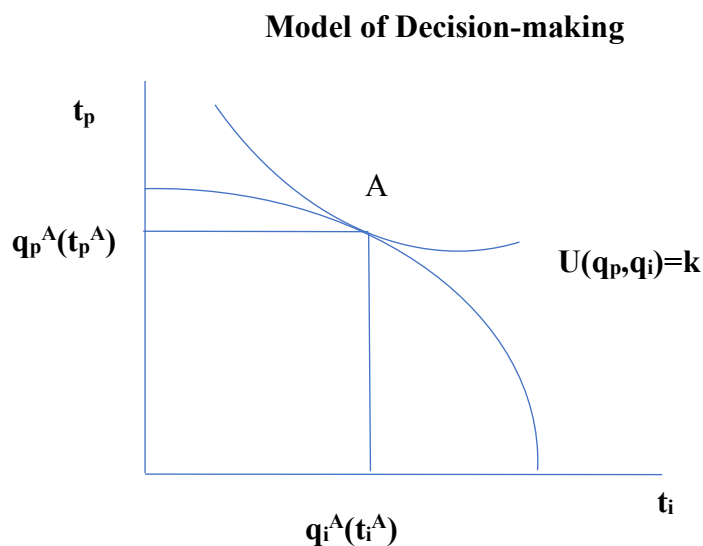 Model of Decision-making
tₚ
A
qₚᴬ(tₚᴬ)
U(qₚ,qᵢ)=k
tᵢ
qᵢᴬ(tᵢᴬ)